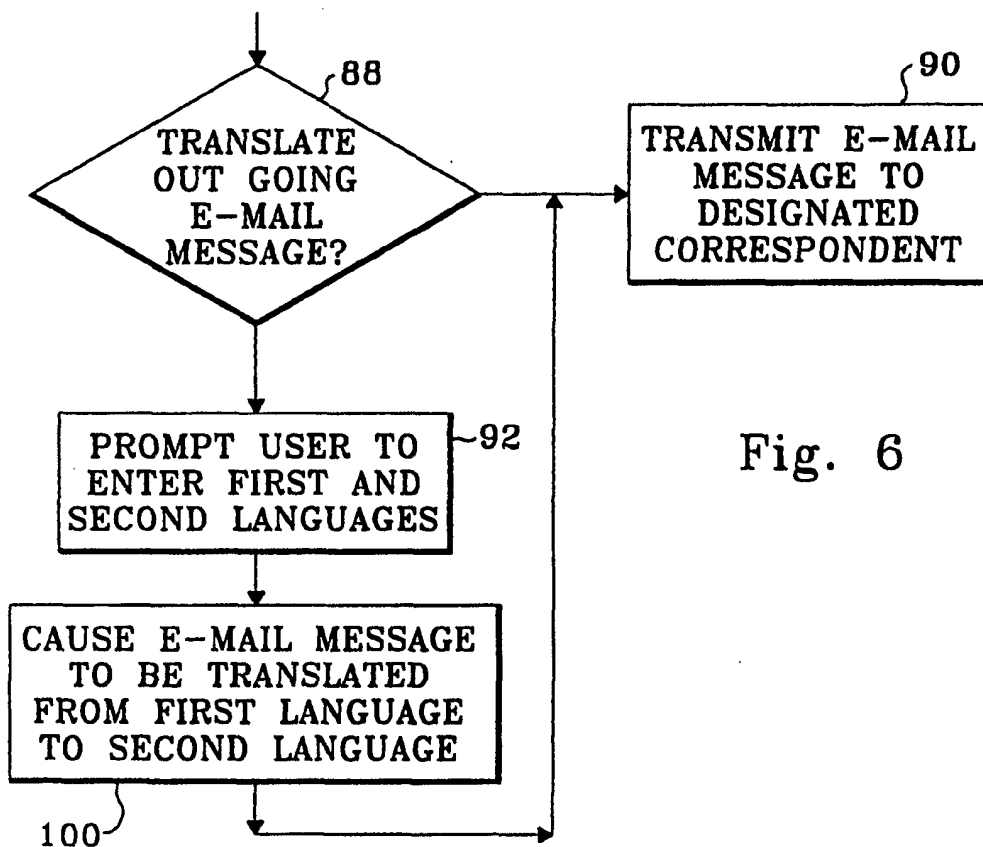 88
TRANSLATE
OUT GOING
E-MAIL
MESSAGE?
90
TRANSMIT E-MAIL
MESSAGE TO
DESIGNATED
CORRESPONDENT
92
PROMPT USER TO
ENTER FIRST AND
SECOND LANGUAGES
Fig. 6
CAUSE E-MAIL MESSAGE
TO BE TRANSLATED
FROM FIRST LANGUAGE
TO SECOND LANGUAGE
100